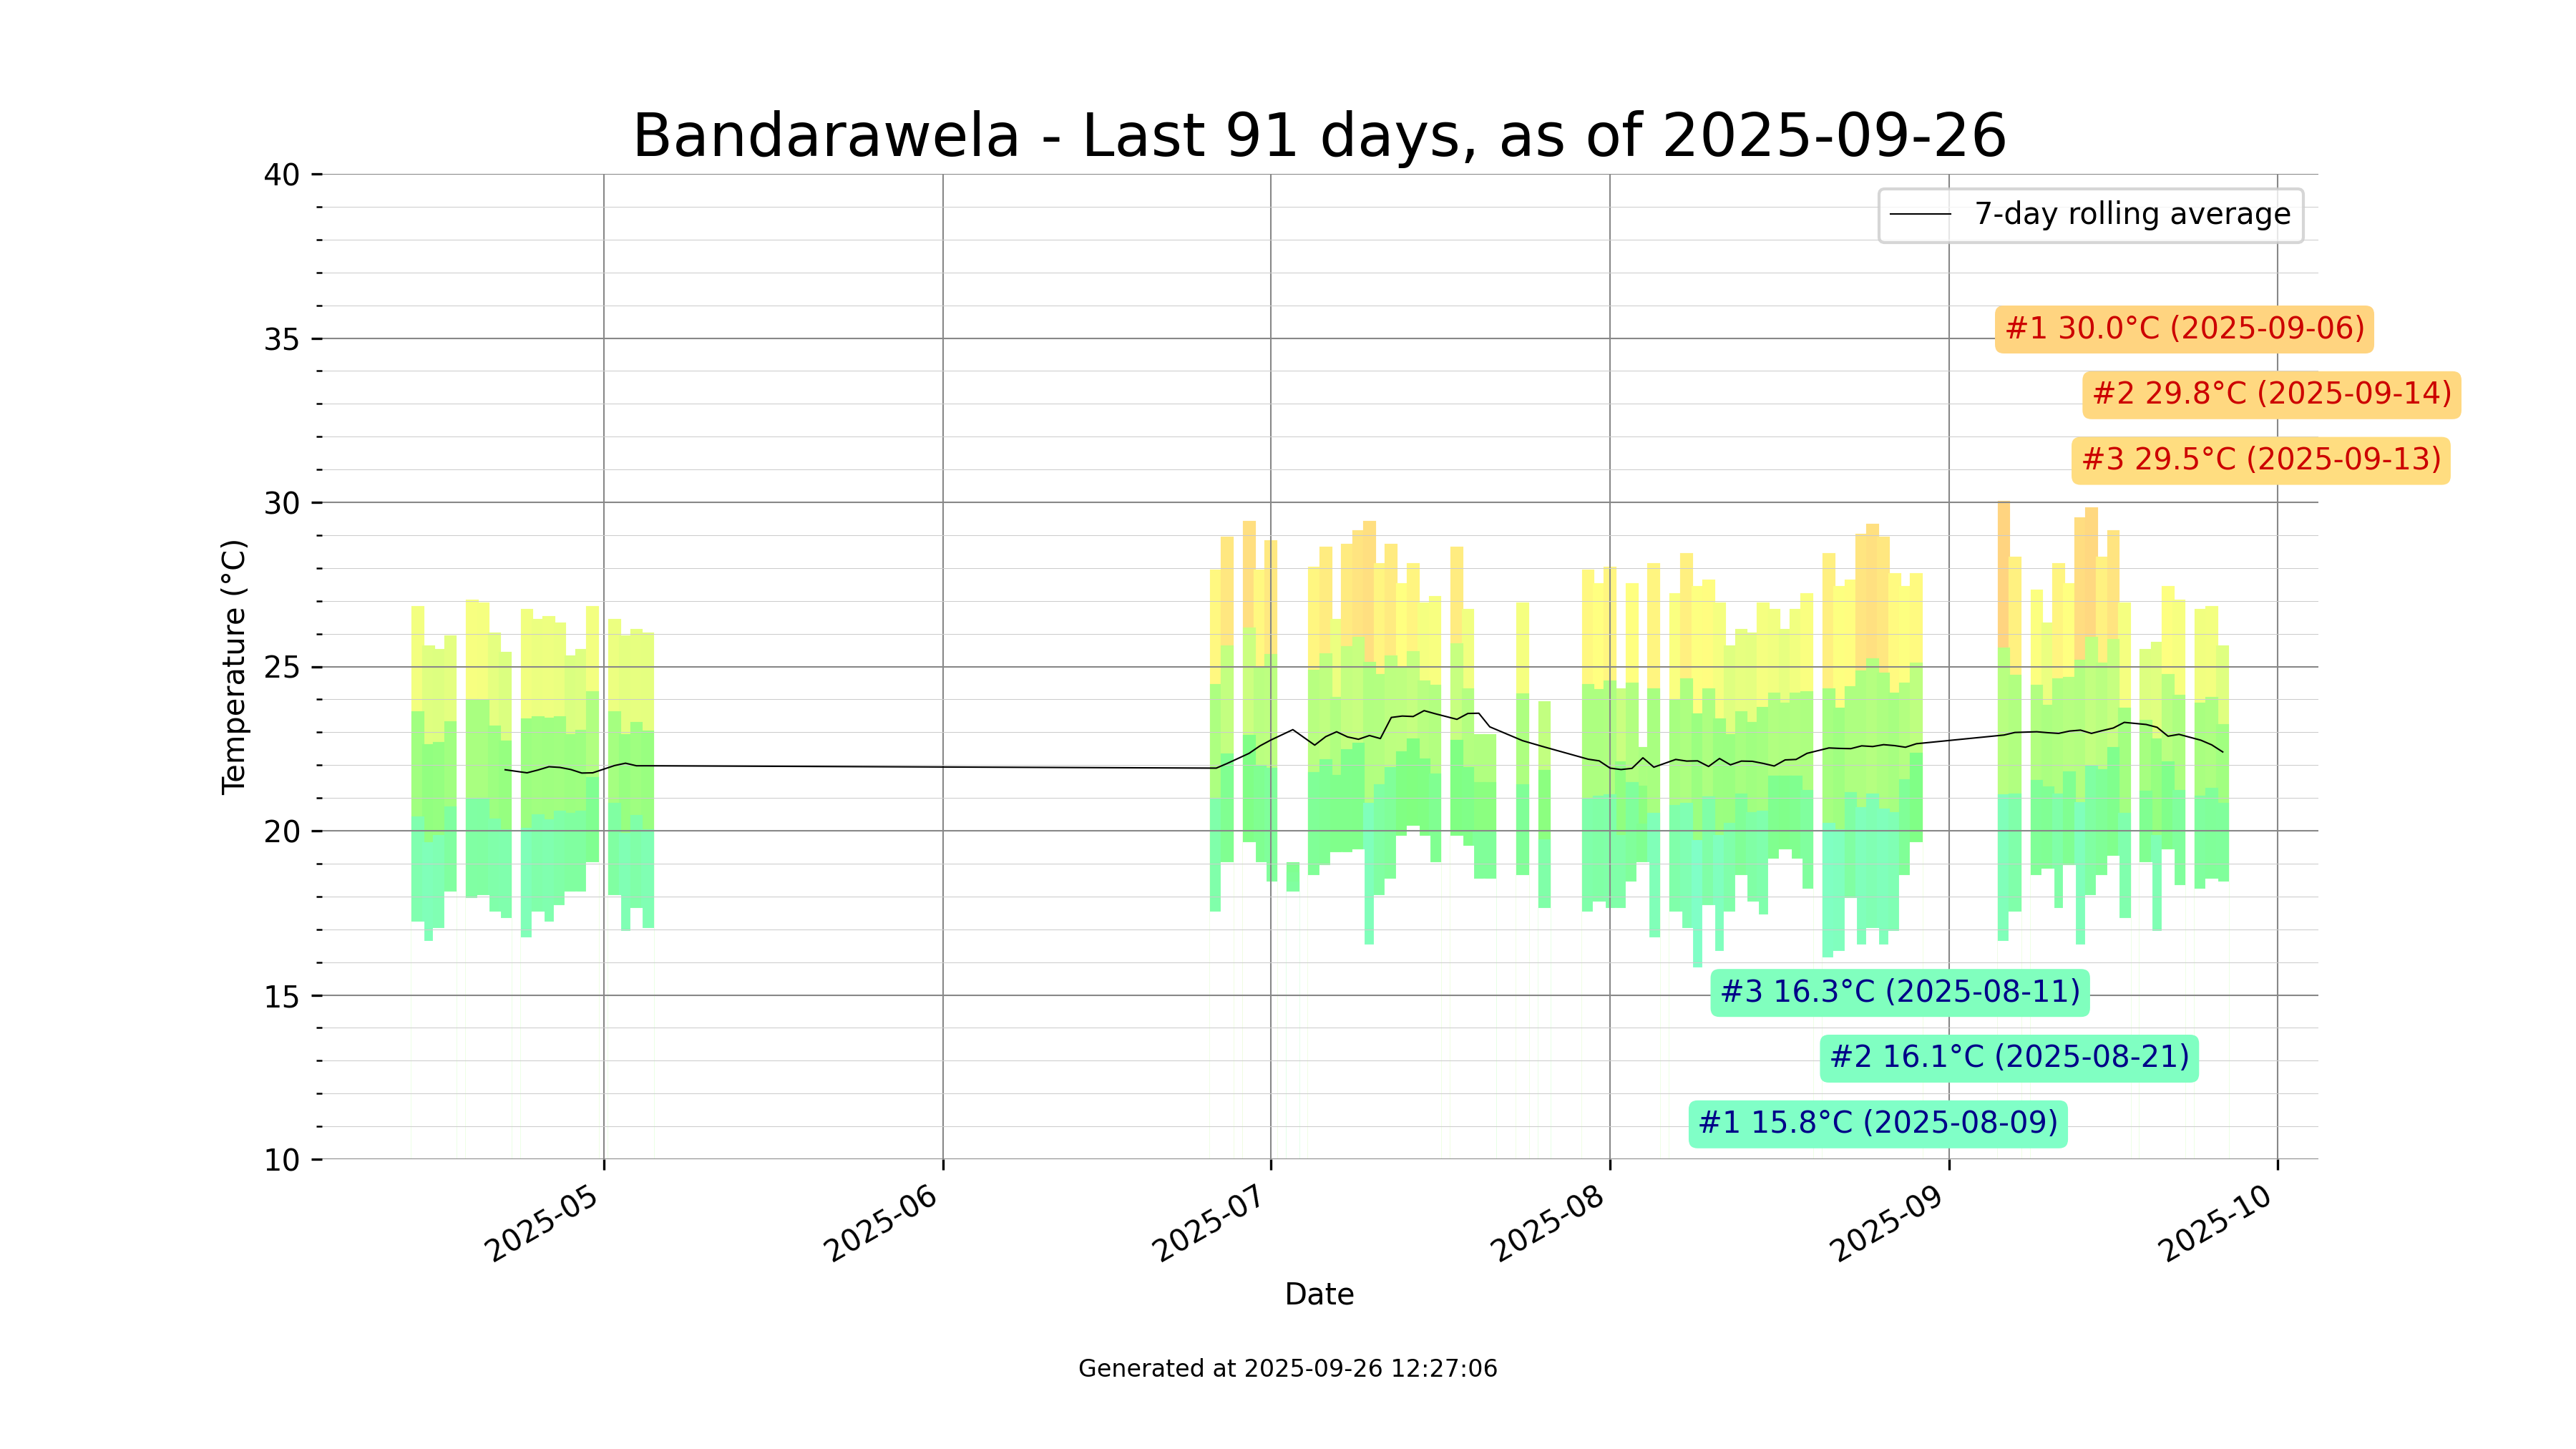 Bandarawela - Last 91 days, as of 2025-09-26
40
35
30
25
20
15
10
Temperature (°C)
7-day rolling average
#1 30.0°C (2025-09-06)
#2 29.8°C (2025-09-14)
#3 29.5°C (2025-09-13)
#3 16.3°C (2025-08-11)
#2 16.1°C (2025-08-21)
#1 15.8°C (2025-08-09)
2025-05
2025-06
2025-07
2025-08
2025-09
2025-10
Date
Generated at 2025-09-26 12:27:06